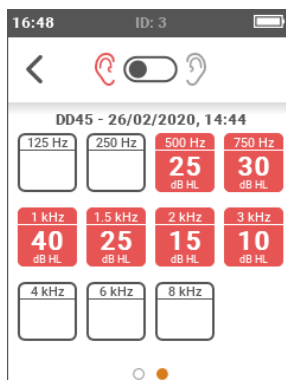 16:48 ID: 3
DD45 - 26/02/2020, 14:44
125 Hz 250 Hz 500 Hz 750 Hz
25 30
dB HL dB HL
1 kHz 1.5 kHz 2 kHz 3 kHz
40 25 15 10
dB HL dB HL dB HL dB HL
4 kHz 6 kHz 8 kHz